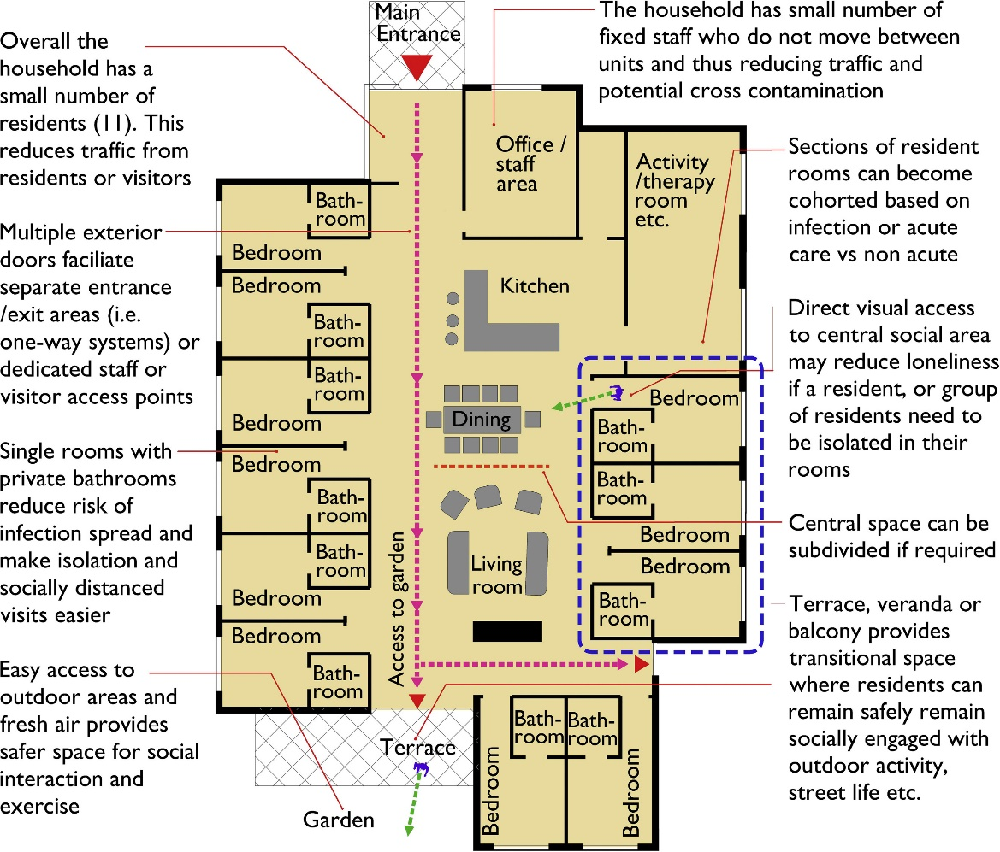 Main
Entrance
Overall the
household has a
small number of
residents (11). This
reduces traffic from
residents or visitors
Multiple exterior
doors faciliate
separate entrance
/exit areas (i.e.
one-way systems) or
dedicated staff or
visitor access points
Single rooms with
private bathrooms
reduce risk of
infection spread and
make isolation and
socially distanced
visits easier
Easy access to
outdoor areas and
fresh air provides
safer space for social
interaction and
exercise
The household has small number of
fixed staff who do not move between
units and thus reducing traffic and
potential cross contamination
Sections of resident
rooms can become
cohorted based on
infection or acute
care vs non acute
Direct visual access
to central social area
may reduce loneliness
if a resident, or group
of residents need to
be isolated in their
rooms
Central space can be
subdivided if required
Terrace, veranda or
balcony provides
transitional space
where residents can
remain safely remain
socially engaged with
outdoor activity,
street life etc.
Office /
staff
area
Activity
/therapy
room
etc.
Bath-
room
Bedroom
Bedroom
Bath-
room
Bath-
room
Bedroom
Bedroom
Bath-
room
Bath-
room
Bedroom
Bedroom
Bath-
room
Kitchen
Dining
Living
room
Access to garden
Bedroom
Bath-
room
Bath-
room
Bedroom
Bedroom
Bath-
room
Bath-
room
Bath-
room
Bedroom
Bedroom
Terrace
Garden